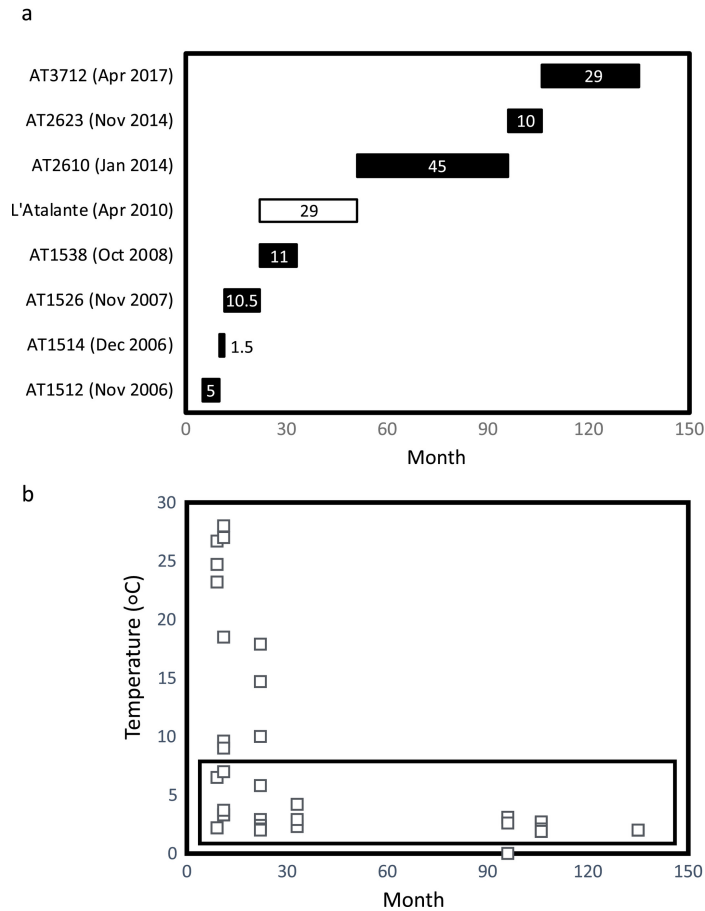 a
AT3712 (Apr 2017)
29
AT2623 (Nov 2014)
10
AT2610 (Jan 2014)
45
L'Atalante (Apr 2010)
29
AT1538 (Oct 2008)
11
AT1526 (Nov 2007)
10.5
AT1514 (Dec 2006)
1.5
AT1512 (Nov 2006)
5
0 30 60 90 120 150
Month
b
Temperature (oC)
30
25
20
15
10
5
0
0 30 60 90 120 150
Month